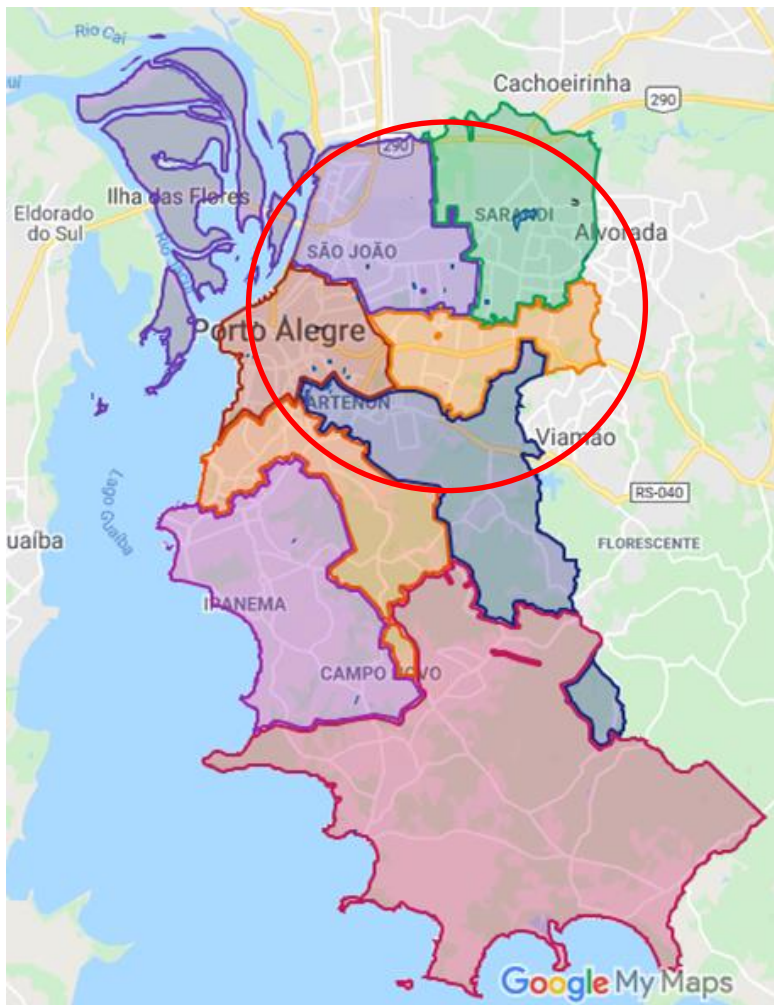 Rio Caí
Cachoeirinha
290
290
Ilha das Flores
Eldorado
do Sul
SARANDI
Alvorada
SÃO JOÃO
Porto Alegre
ARTENON
Viamão
Lago Guaíba
RS-040
uaíba
FLORESCENTE
IPANEMA
CAMPO NOVO
Google My Maps